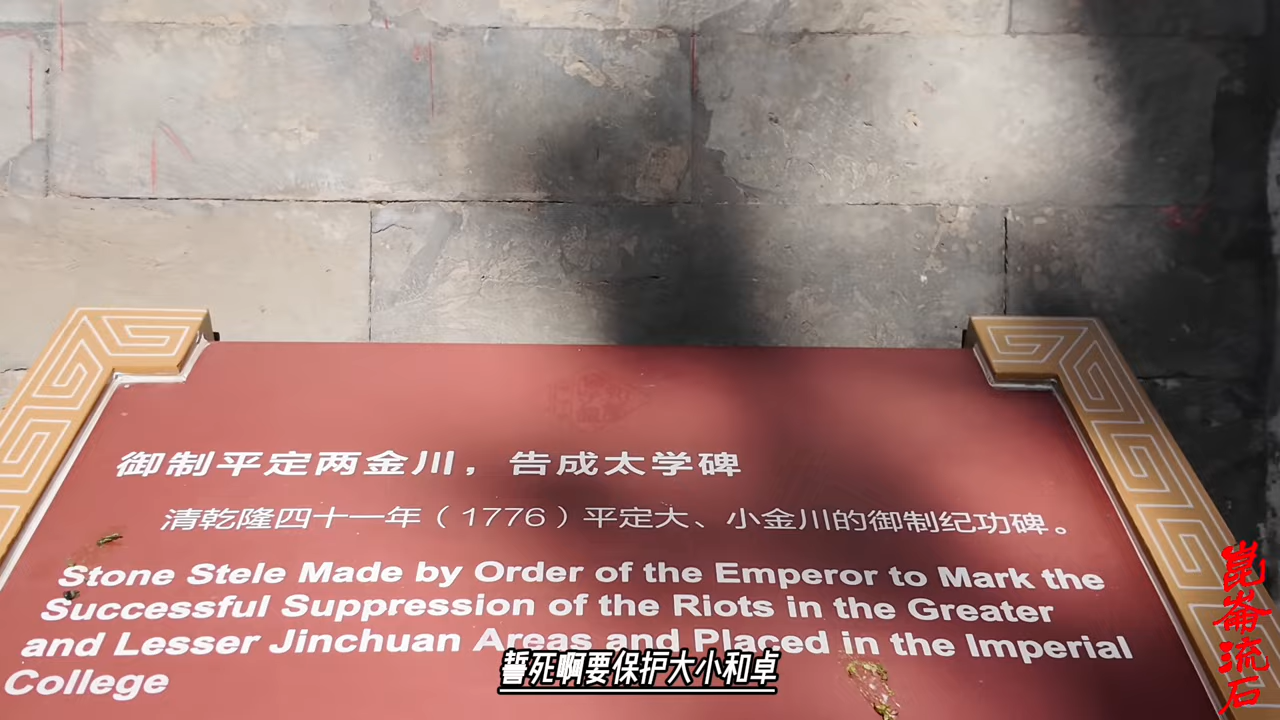 御制平定两金川，告成太学碑
清乾隆四十一年（1776）平定大、小金川的御制纪功碑。
Stone Stele Made by Order of the Emperor to Mark the
Successful Suppression of the Riots in the Greater
and Lesser Jinchuan Areas and Placed in the Imperial
College
誓死啊要保护大小和卓
崑崙流石